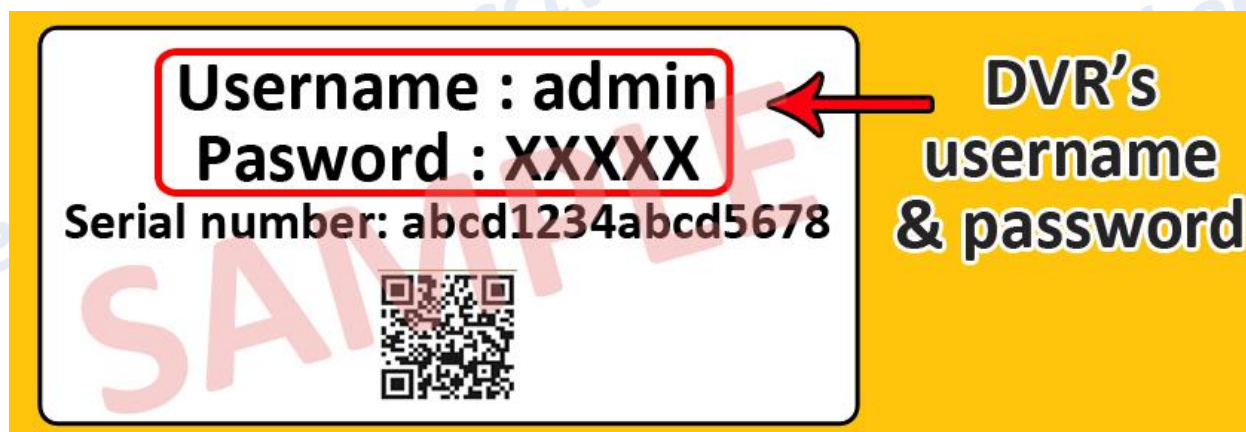 Username : admin
Pasword : XXXXX
Serial number: abcd1234abcd5678
SAMPLE
DVR's
username
& password